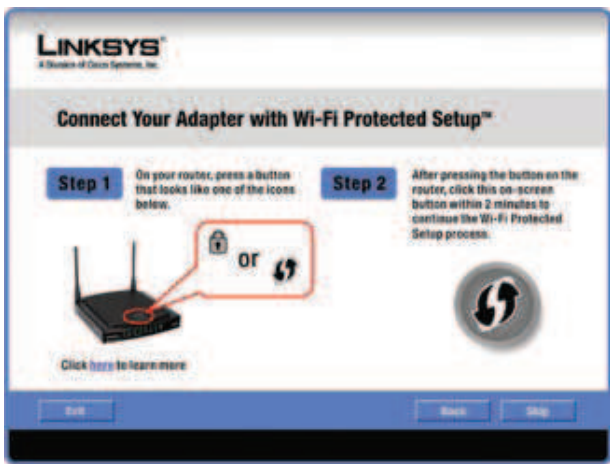 LINKSYS®
A Division of Cisco Systems, Inc.
Connect Your Adapter with Wi-Fi Protected Setup™
Step 1
On your router, press a button
that looks like one of the icons
below.
or
Click here to learn more
Step 2
After pressing the button on the
router, click this on-screen
button within 2 minutes to
continue the Wi-Fi Protected
Setup process.
Exit
Back
Skip